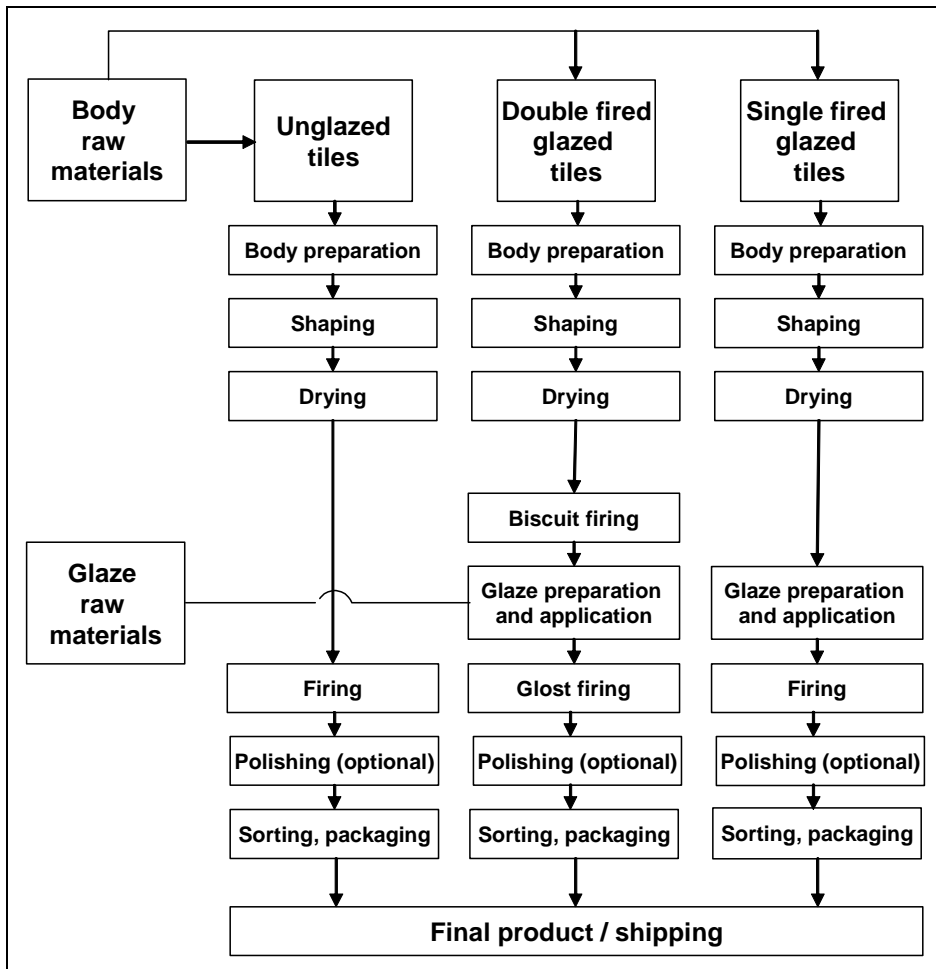 Body
raw
materials
Unglazed
tiles
Double fired
glazed
tiles
Single fired
glazed
tiles
Body preparation
Body preparation
Body preparation
Shaping
Shaping
Shaping
Drying
Drying
Drying
Biscuit firing
Glaze
raw
materials
Glaze preparation
and application
Glaze preparation
and application
Firing
Glost firing
Firing
Polishing (optional)
Polishing (optional)
Polishing (optional)
Sorting, packaging
Sorting, packaging
Sorting, packaging
Final product / shipping